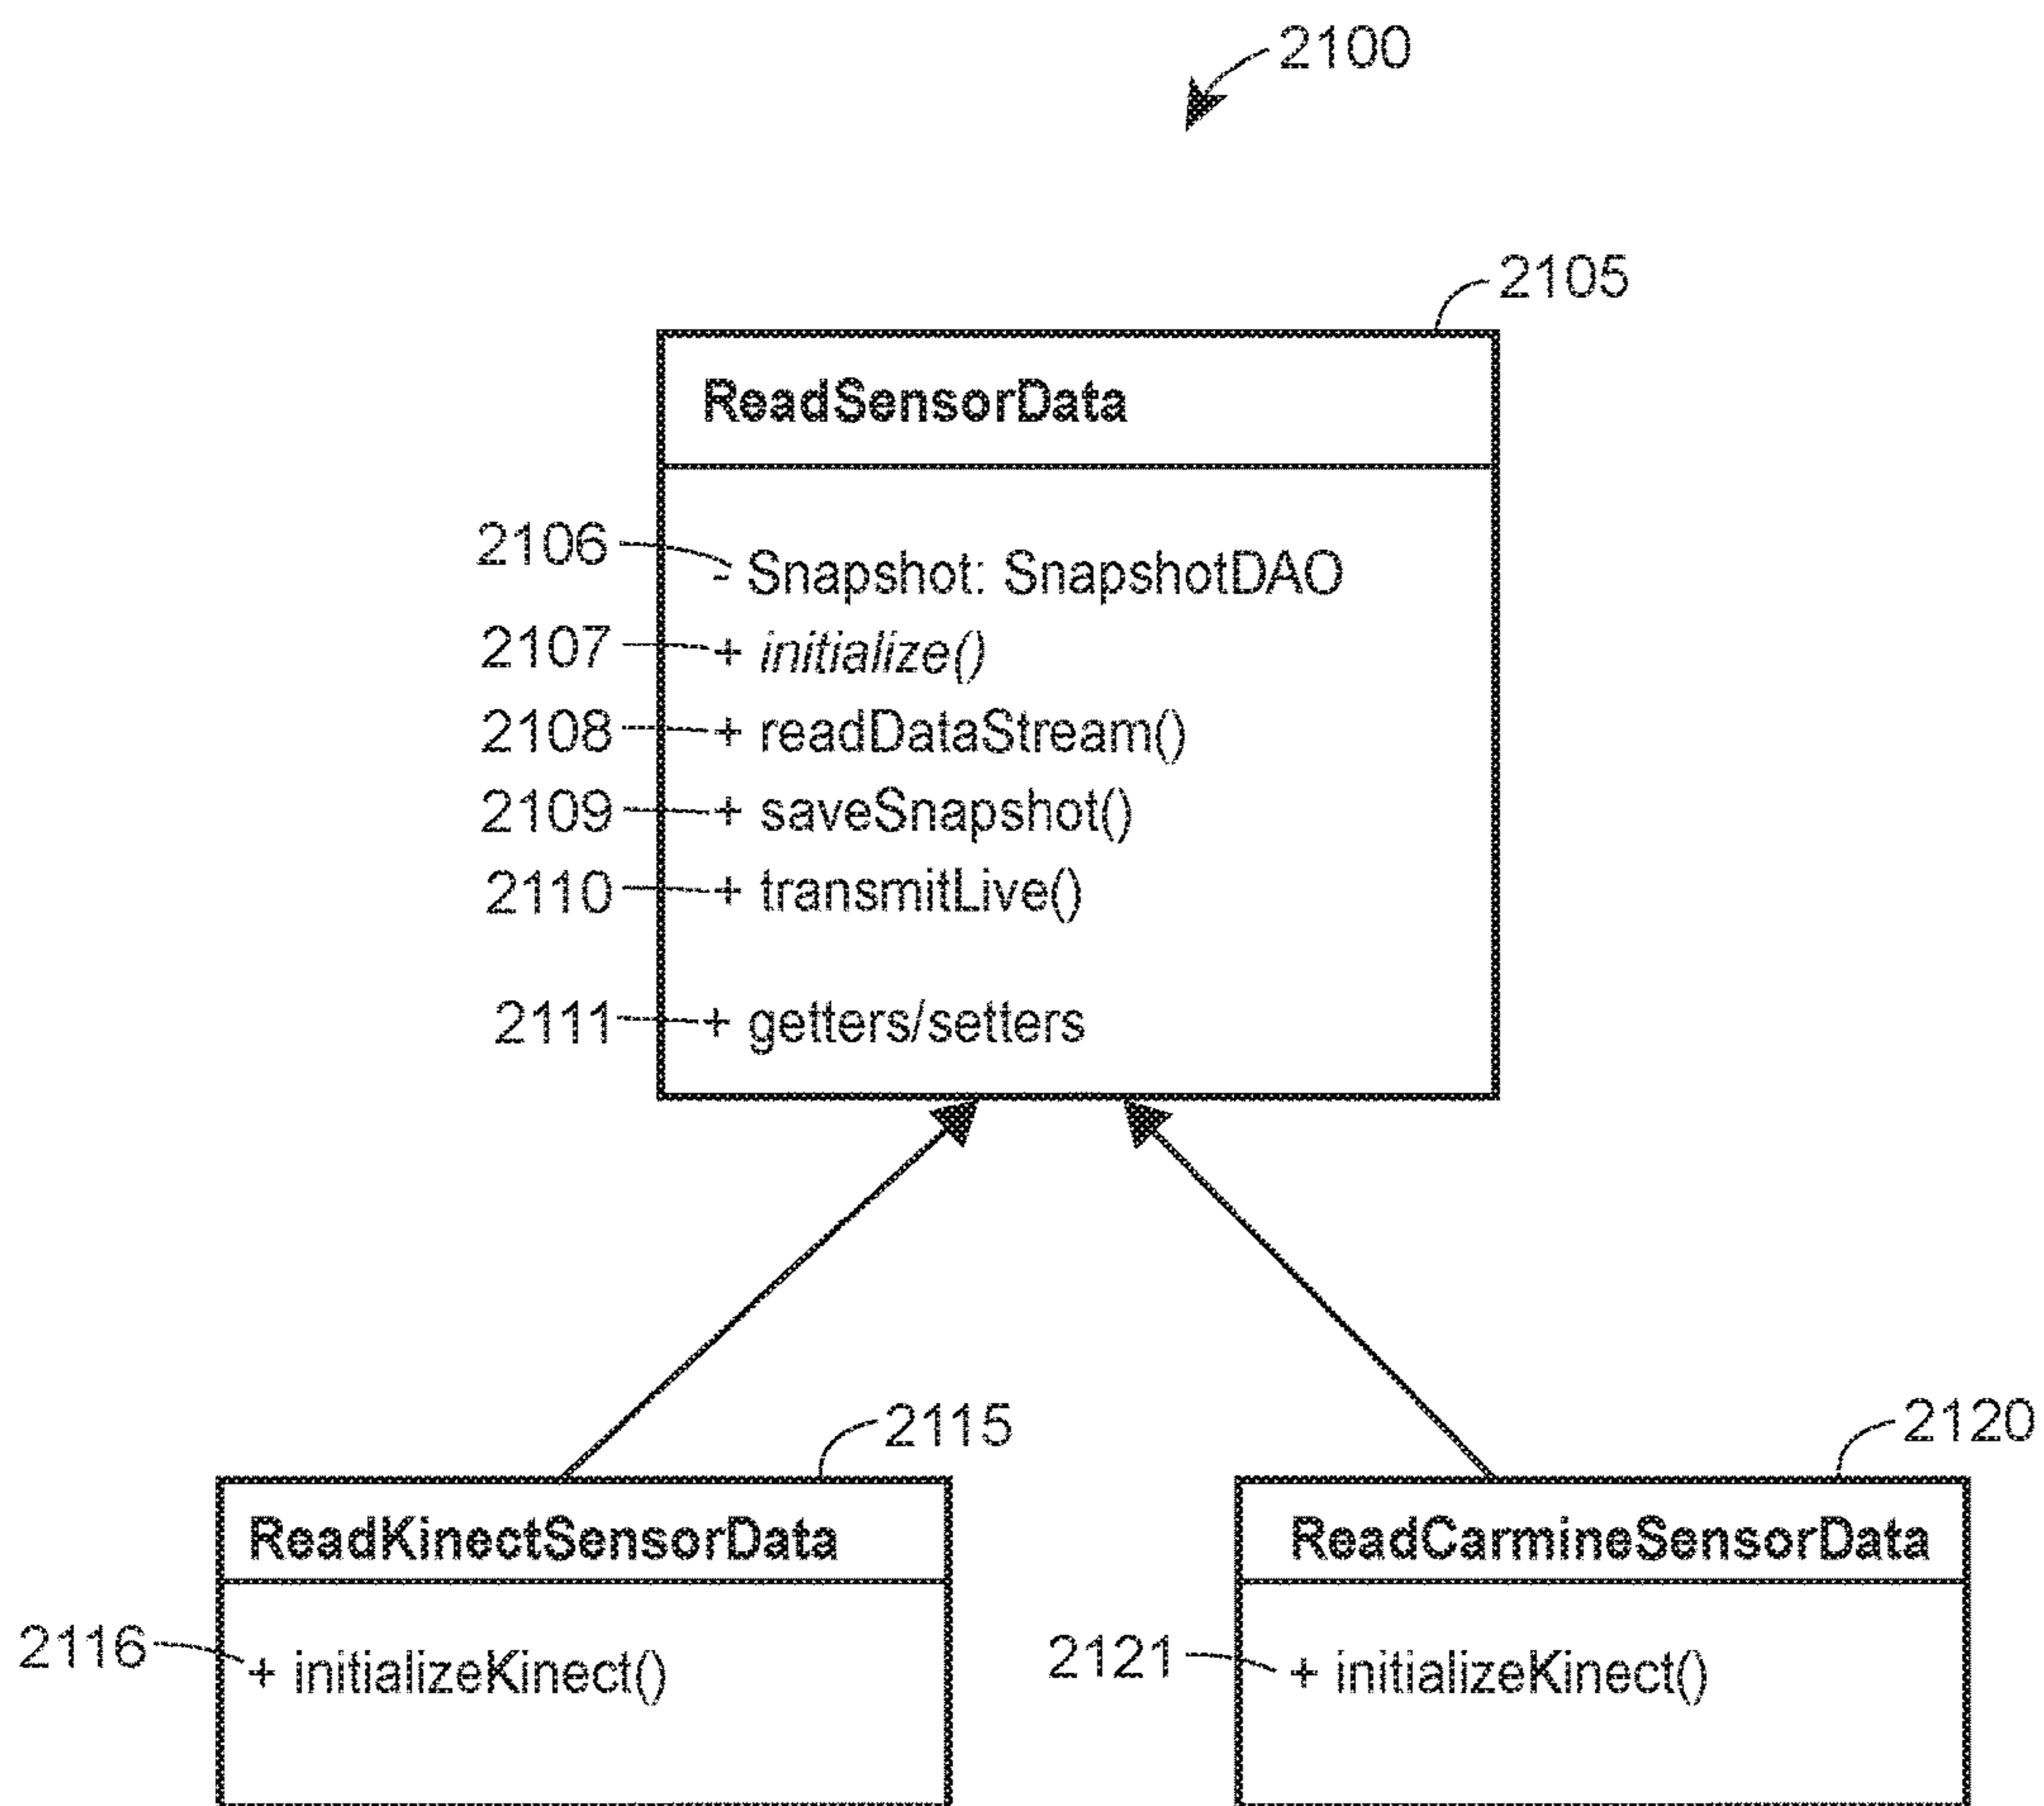 2100
2105
ReadSensorData
2106 - Snapshot: SnapshotDAO
2107 + initialize()
2108 + readDataStream()
2109 + saveSnapshot()
2110 + transmitLive()
2111 + getters/setters
2115
2120
ReadKinectSensorData
ReadCarmineSensorData
2116 + initializeKinect()
2121 + initializeKinect()